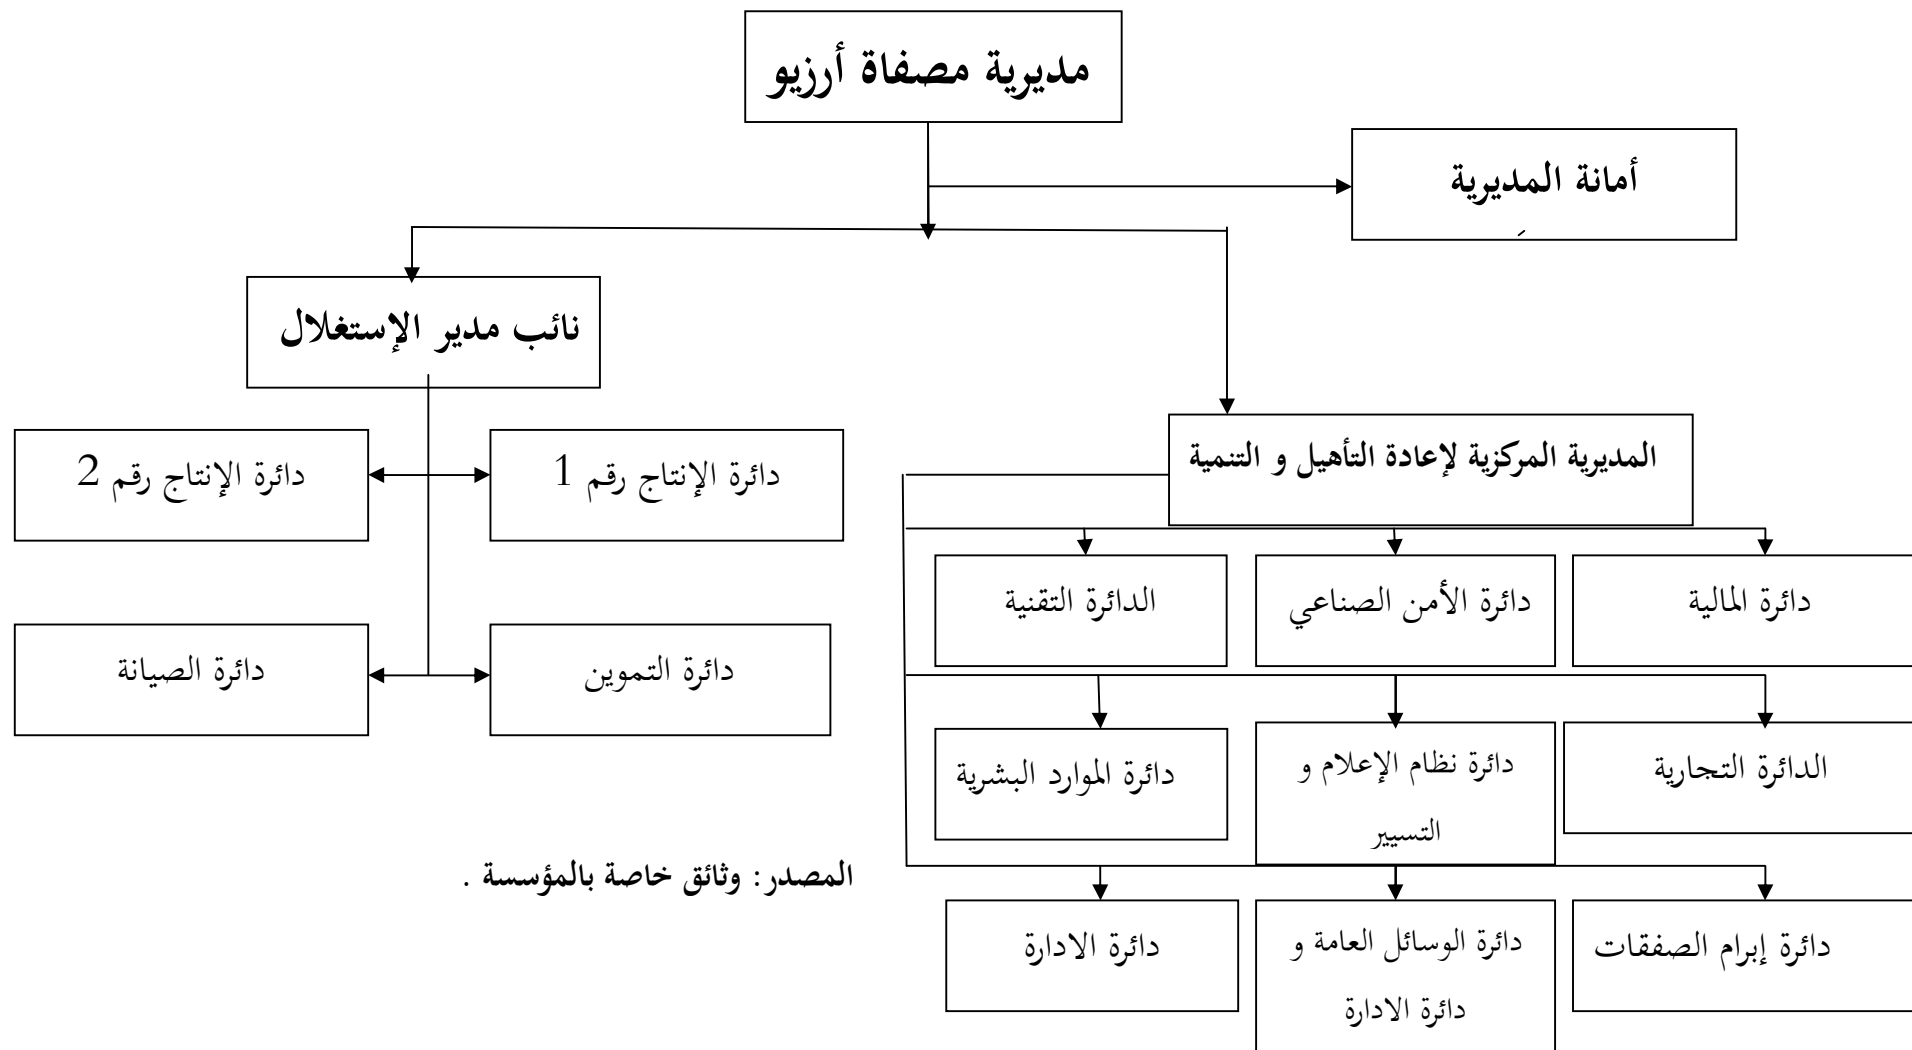 مديرية مصفاة أرزيو
أمانة المديرية
نائب مدير الإستغلال
المديرية المركزية لإعادة التأهيل و التنمية
دائرة الإنتاج رقم 1
دائرة الإنتاج رقم 2
دائرة المالية
دائرة الأمن الصناعي
الدائرة التقنية
دائرة التموين
دائرة الصيانة
الدائرة التجارية
دائرة نظام الإعلام و
التسيير
دائرة الموارد البشرية
المصدر: وثائق خاصة بالمؤسسة .
دائرة إبرام الصفقات
دائرة الوسائل العامة و
دائرة الادارة
دائرة الادارة